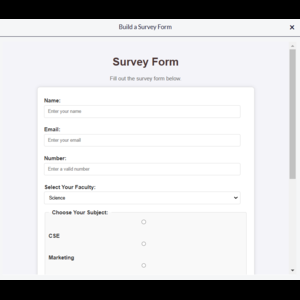 Build a Survey Form
Survey Form
Fill out the survey form below.
Name:
Enter your name
Email:
Enter your email
Number:
Enter a valid number
Select Your Faculty:
Science
Choose Your Subject:
CSE
Marketing